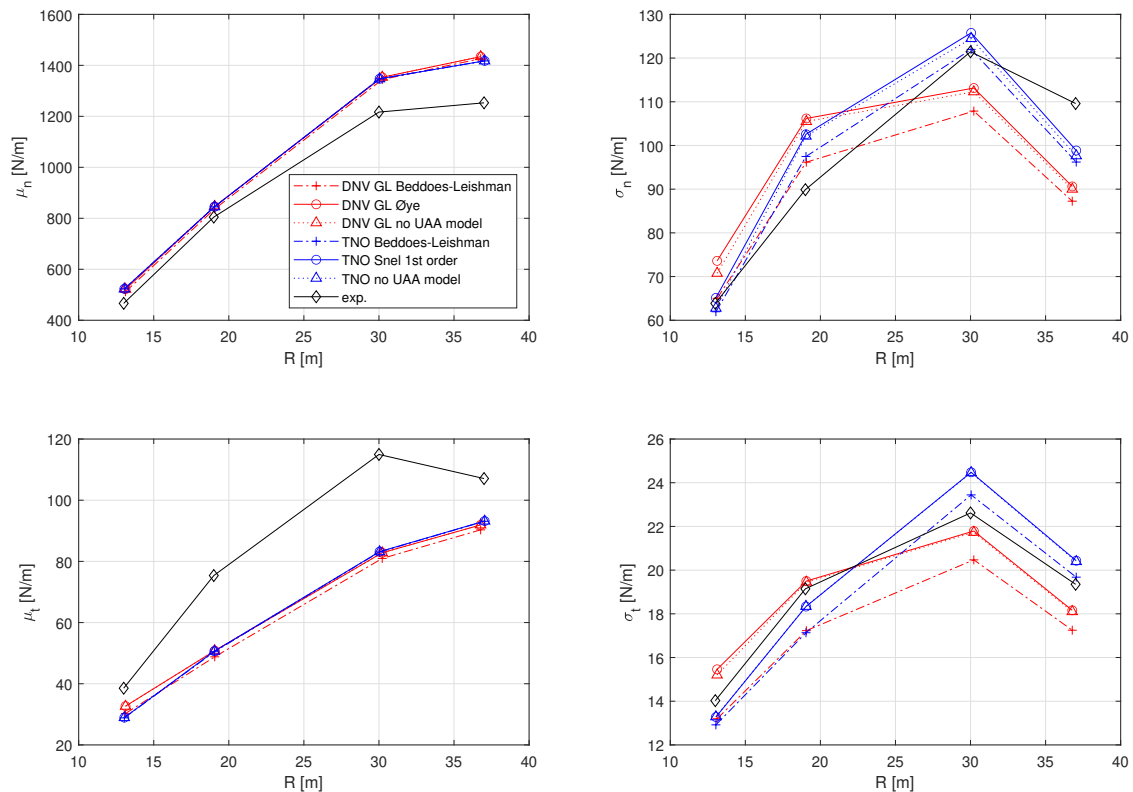 1600
1400
1200
1000
800
600
400
10 15 20 25 30 35 40
R [m]
μn [N/m]
DNV GL Beddoes-Leishman
DNV GL Øye
DNV GL no UAA model
TNO Beddoes-Leishman
TNO Snel 1st order
TNO no UAA model
exp.
130
120
110
100
90
80
70
60
10 15 20 25 30 35 40
R [m]
σn [N/m]
120
100
80
60
40
20
10 15 20 25 30 35 40
R [m]
μt [N/m]
26
24
22
20
18
16
14
12
10 15 20 25 30 35 40
R [m]
σt [N/m]